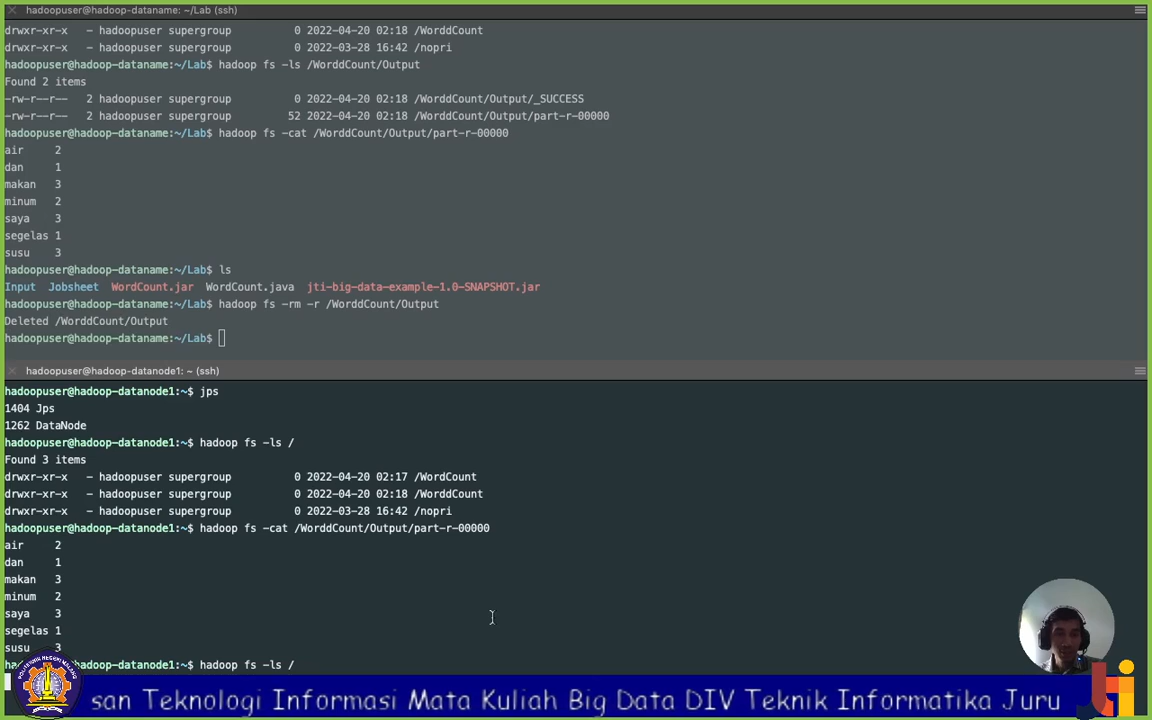 hadoopuser@hadoop-dataname: ~/Lab (ssh)
drwxr-xr-x   - hadoopuser supergroup          0 2022-04-20 02:18 /WorddCount
drwxr-xr-x   - hadoopuser supergroup          0 2022-03-28 16:42 /nopri
hadoopuser@hadoop-dataname:~/Lab$ hadoop fs -ls /WorddCount/Output
Found 2 items
-rw-r--r--   2 hadoopuser supergroup          0 2022-04-20 02:18 /WorddCount/Output/_SUCCESS
-rw-r--r--   2 hadoopuser supergroup         52 2022-04-20 02:18 /WorddCount/Output/part-r-00000
hadoopuser@hadoop-dataname:~/Lab$ hadoop fs -cat /WorddCount/Output/part-r-00000
air     2
dan     1
makan   3
minum   2
saya    3
segelas 1
susu    3
hadoopuser@hadoop-dataname:~/Lab$ ls
Input  Jobsheet  WordCount.jar  WordCount.java  jti-big-data-example-1.0-SNAPSHOT.jar
hadoopuser@hadoop-dataname:~/Lab$ hadoop fs -rm -r /WorddCount/Output
Deleted /WorddCount/Output
hadoopuser@hadoop-dataname:~/Lab$
hadoopuser@hadoop-datanode1: ~ (ssh)
hadoopuser@hadoop-datanode1:~$ jps
1404 Jps
1262 DataNode
hadoopuser@hadoop-datanode1:~$ hadoop fs -ls /
Found 3 items
drwxr-xr-x   - hadoopuser supergroup          0 2022-04-20 02:17 /WordCount
drwxr-xr-x   - hadoopuser supergroup          0 2022-04-20 02:18 /WorddCount
drwxr-xr-x   - hadoopuser supergroup          0 2022-03-28 16:42 /nopri
hadoopuser@hadoop-datanode1:~$ hadoop fs -cat /WorddCount/Output/part-r-00000
air     2
dan     1
makan   3
minum   2
saya    3
segelas 1
susu    3
hadoopuser@hadoop-datanode1:~$ hadoop fs -ls /
POLITEKNIK NEGERI MALANG
san Teknologi Informasi Mata Kuliah Big Data DIV Teknik Informatika Juru